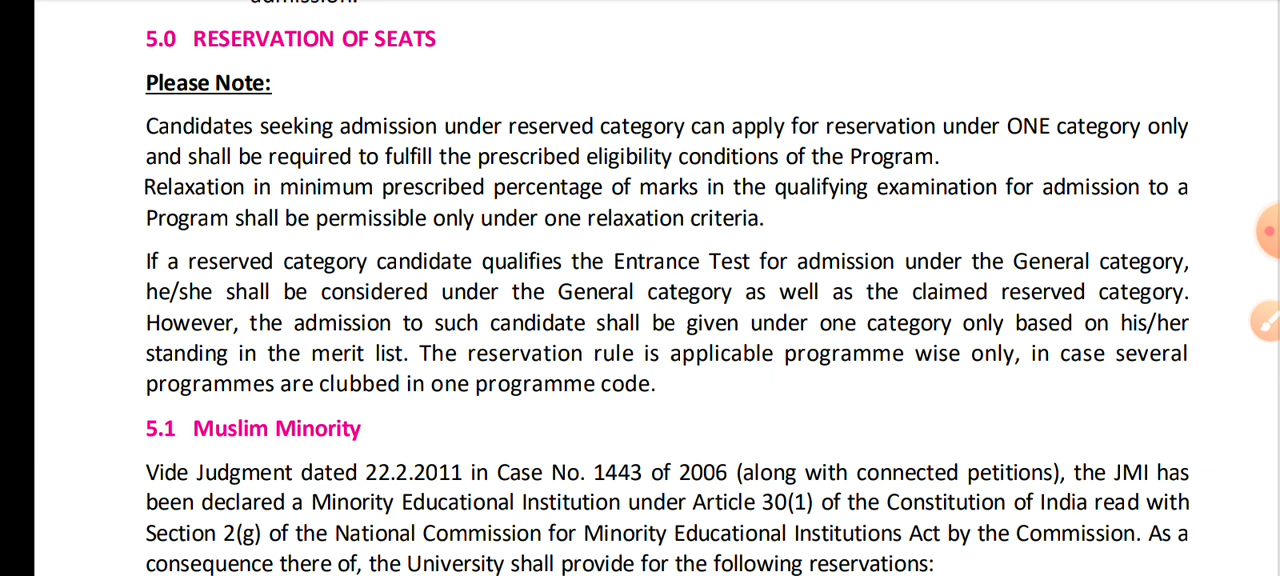 admission.
5.0 RESERVATION OF SEATS
Please Note:
Candidates seeking admission under reserved category can apply for reservation under ONE category only
and shall be required to fulfill the prescribed eligibility conditions of the Program.
Relaxation in minimum prescribed percentage of marks in the qualifying examination for admission to a
Program shall be permissible only under one relaxation criteria.
If a reserved category candidate qualifies the Entrance Test for admission under the General category,
he/she shall be considered under the General category as well as the claimed reserved category.
However, the admission to such candidate shall be given under one category only based on his/her
standing in the merit list. The reservation rule is applicable programme wise only, in case several
programmes are clubbed in one programme code.
5.1 Muslim Minority
Vide Judgment dated 22.2.2011 in Case No. 1443 of 2006 (along with connected petitions), the JMI has
been declared a Minority Educational Institution under Article 30(1) of the Constitution of India read with
Section 2(g) of the National Commission for Minority Educational Institutions Act by the Commission. As a
consequence there of, the University shall provide for the following reservations: